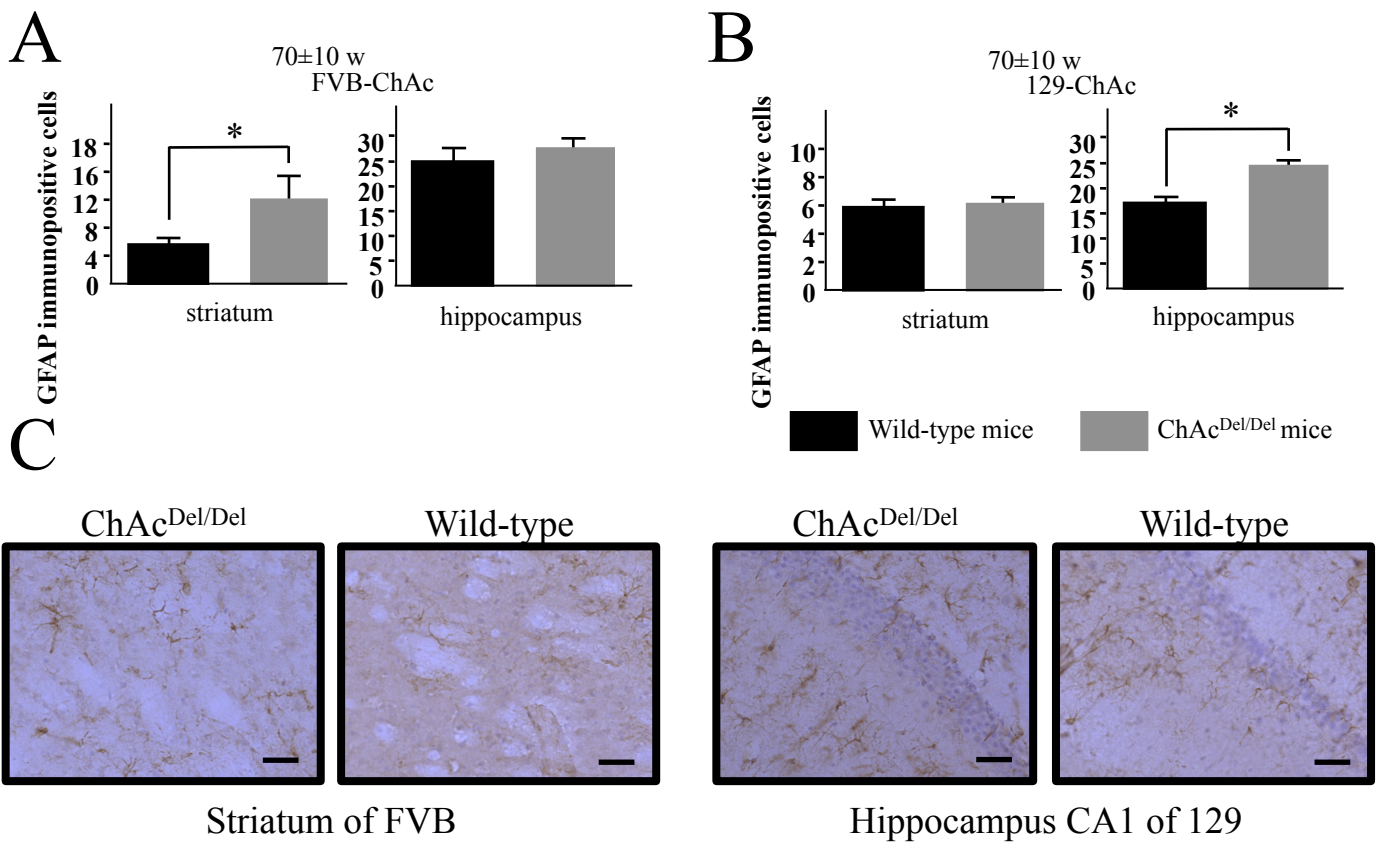 A
70±10 w
FVB-ChAc
GFAP immunopositive cells
18
16
12
8
4
0
*
striatum
30
25
20
15
10
5
0
hippocampus
B
70±10 w
129-ChAc
GFAP immunopositive cells
10
8
6
4
2
0
striatum
30
25
20
15
10
5
0
*
hippocampus
Wild-type mice
ChAcDel/Del mice
C
ChAcDel/Del
Wild-type
ChAcDel/Del
Wild-type
Striatum of FVB
Hippocampus CA1 of 129